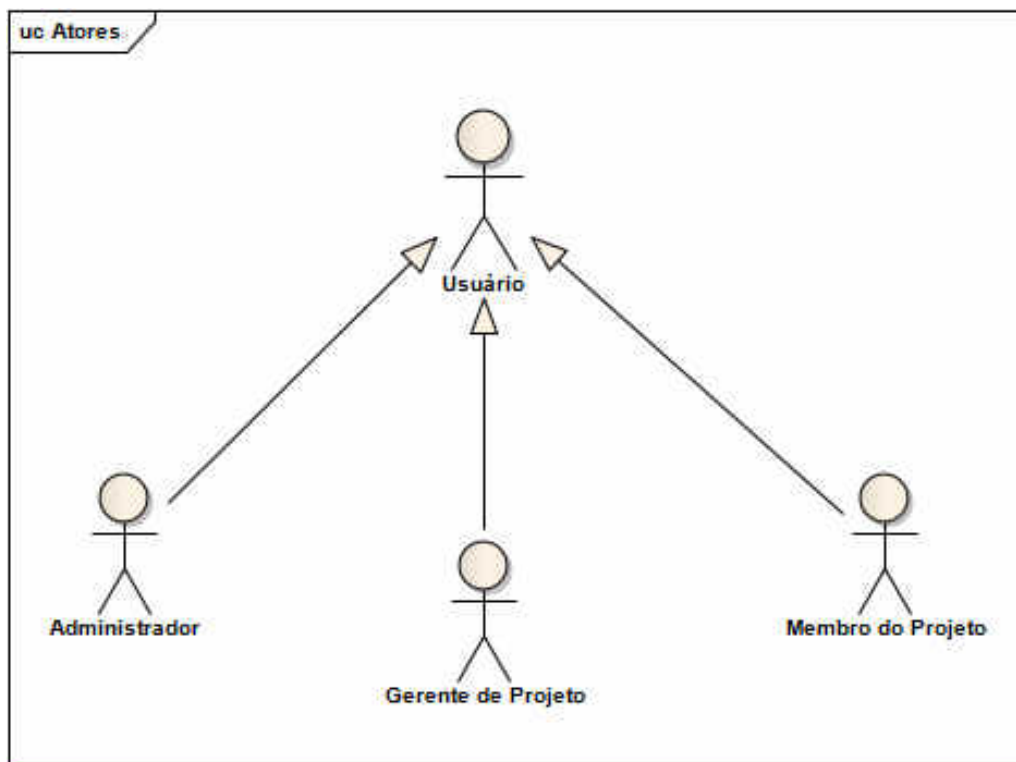 uc Atores
Usuário
Administrador
Membro do Projeto
Gerente de Projeto